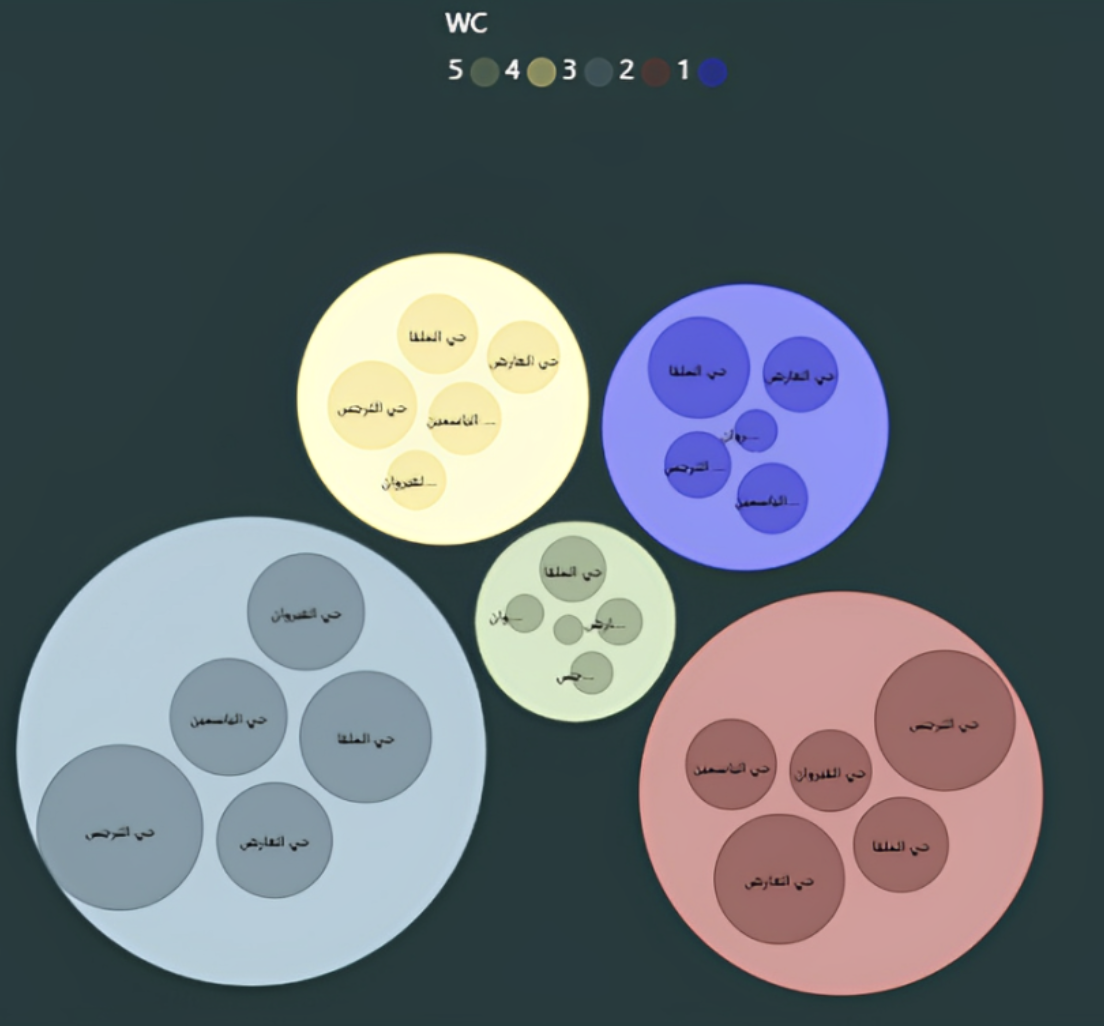 WC
5 4 3 2 1
حي الملقا
حي العارض
حي النرجس
الياسمين ...
... لقيروان
حي الملقا
حي العارض
...روان
النرجس ...
...الياسمين
حي القيروان
حي الياسمين
حي الملقا
حي النرجس
حي العارض
حي الملقا
...وان
...ارض
...جس
حي النرجس
حي الياسمين
حي القيروان
حي الملقا
حي العارض